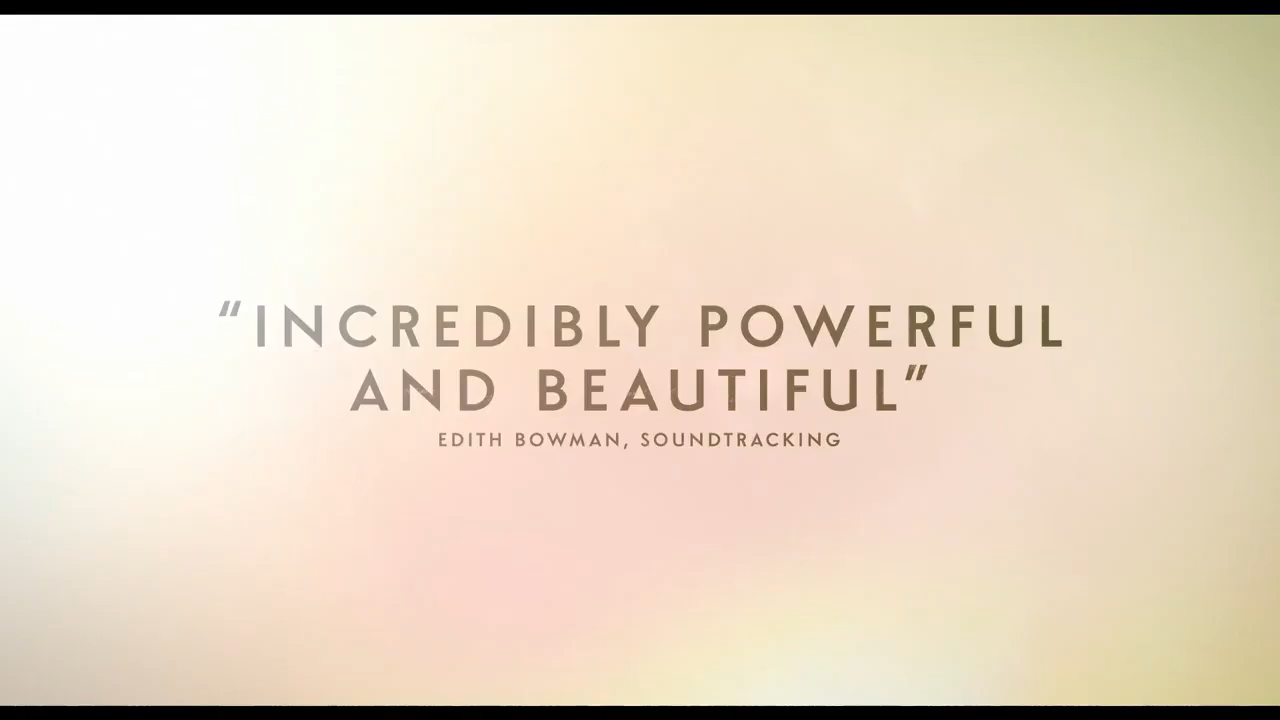 “INCREDIBLY POWERFUL
AND BEAUTIFUL”
EDITH BOWMAN, SOUNDTRACKING